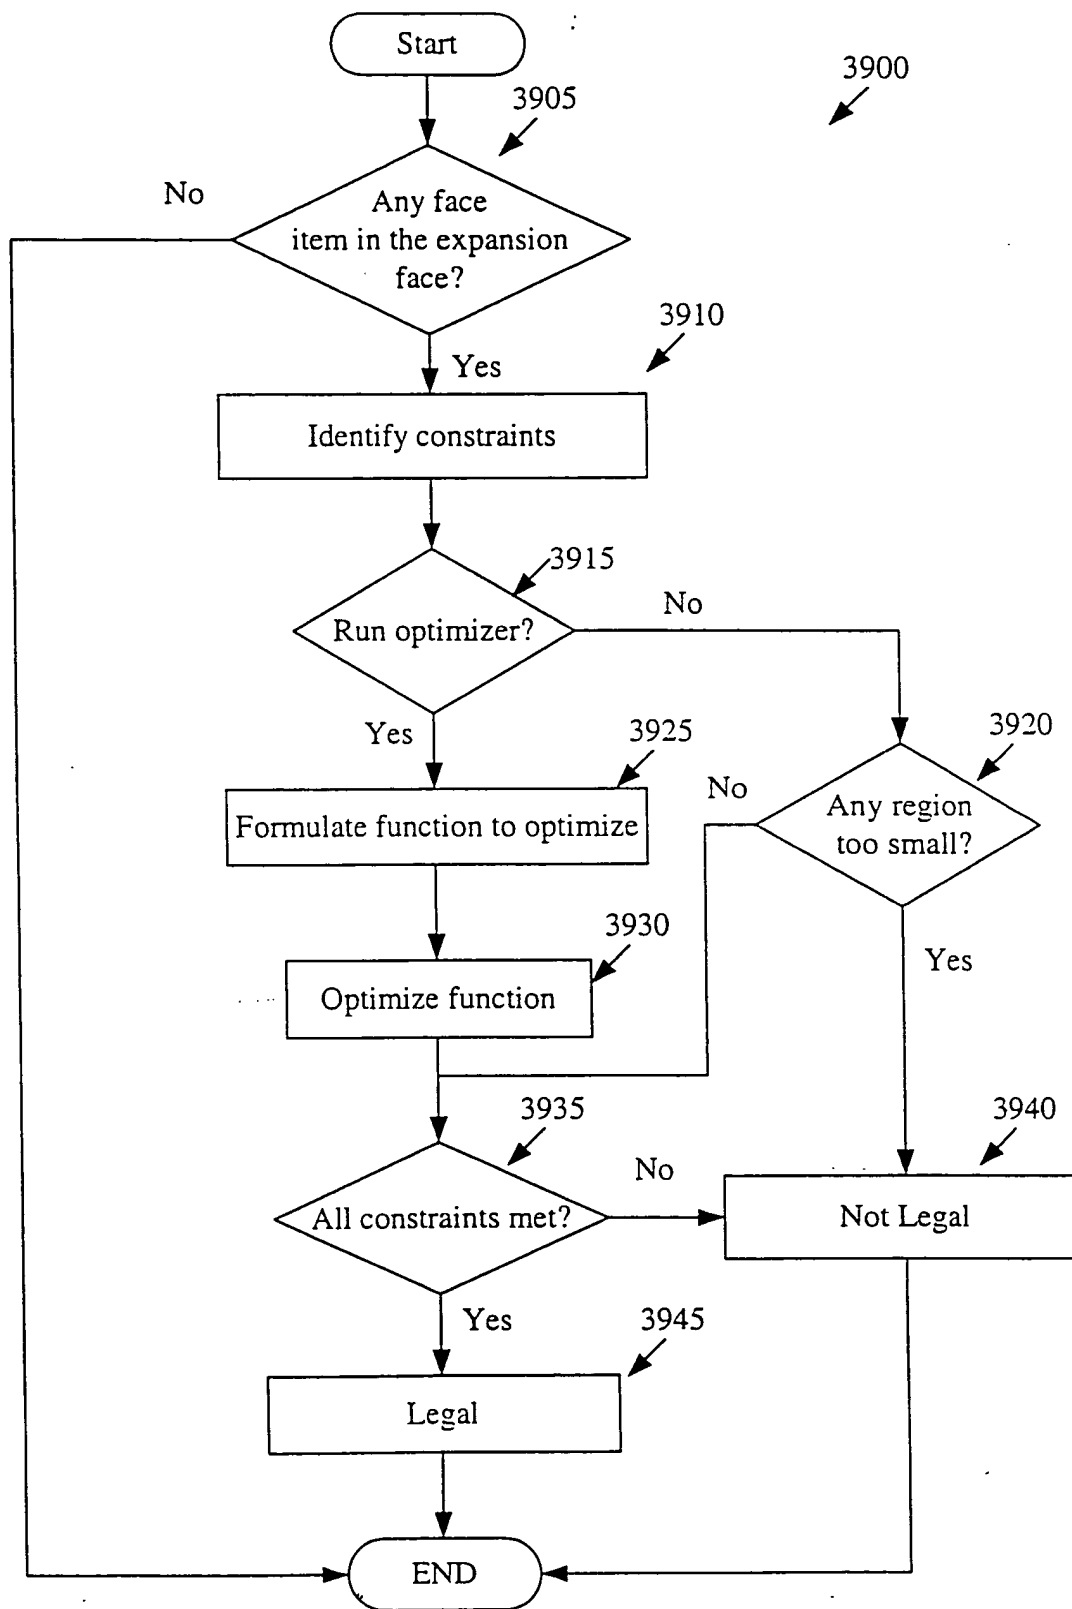 Start
3900
3905
No
Any face
item in the expansion
face?
3910
Yes
Identify constraints
3915
No
Run optimizer?
Yes
3925
3920
No
Any region
too small?
Formulate function to optimize
3930
Yes
Optimize function
3935
3940
No
All constraints met?
Not Legal
Yes
3945
Legal
END